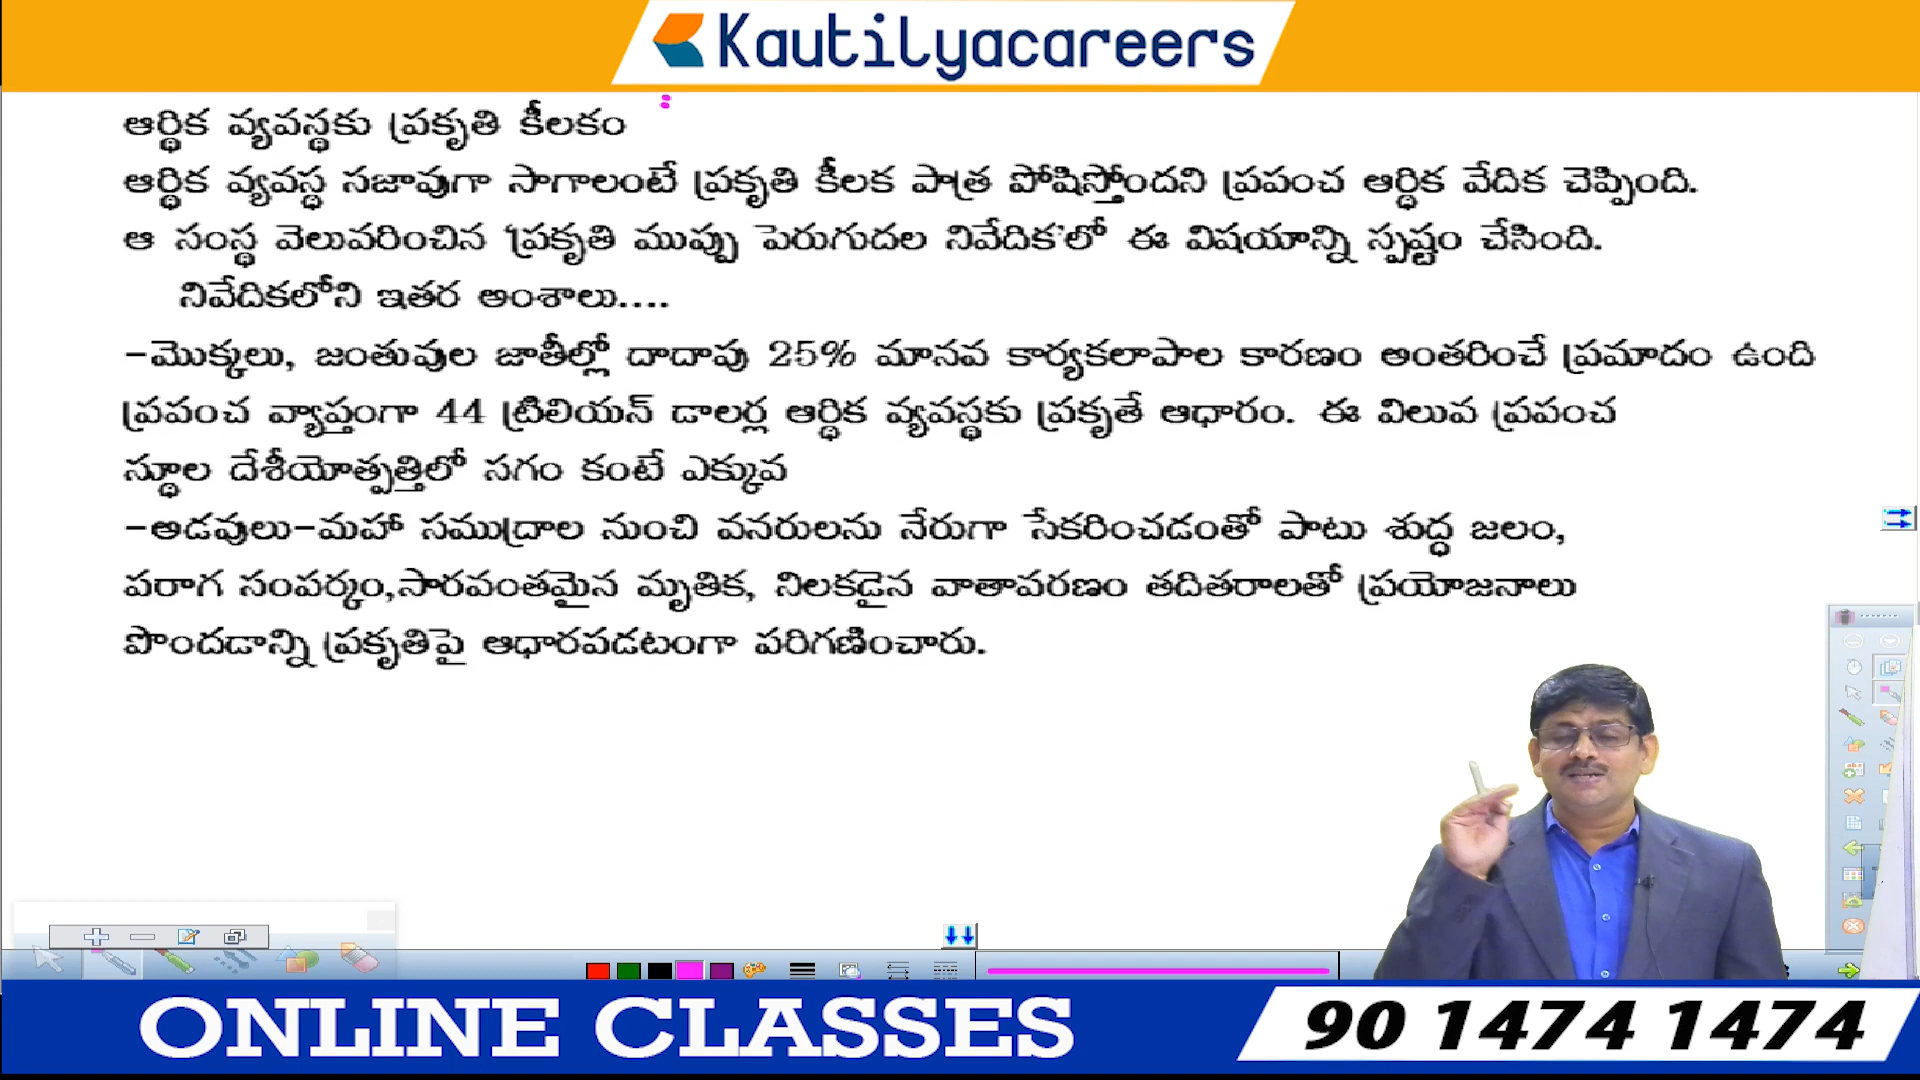 Kautilyacareers
ఆర్థిక వ్యవస్థకు ప్రకృతి కీలకం
ఆర్థిక వ్యవస్థ సజావుగా సాగాలంటే ప్రకృతి కీలక పాత్ర పోషిస్తోందని ప్రపంచ ఆర్థిక వేదిక చెప్పింది.
ఆ సంస్థ వెలువరించిన 'ప్రకృతి ముప్పు పెరుగుదల నివేదిక'లో ఈ విషయాన్ని స్పష్టం చేసింది.
నివేదికలోని ఇతర అంశాలు....
-మొక్కలు, జంతువుల జాతీల్లో దాదాపు 25% మానవ కార్యకలాపాల కారణం అంతరించే ప్రమాదం ఉంది
ప్రపంచ వ్యాప్తంగా 44 ట్రిలియన్ డాలర్ల ఆర్థిక వ్యవస్థకు ప్రకృతే ఆధారం. ఈ విలువ ప్రపంచ
స్థూల దేశీయోత్పత్తిలో సగం కంటే ఎక్కువ
-అడవులు-మహా సముద్రాల నుంచి వనరులను నేరుగా సేకరించడంతో పాటు శుద్ధ జలం,
పరాగ సంపర్కం,సారవంతమైన మృతిక, నిలకడైన వాతావరణం తదితరాలతో ప్రయోజనాలు
పొందడాన్ని ప్రకృతిపై ఆధారపడటంగా పరిగణించారు.
ONLINE CLASSES
90 1474 1474